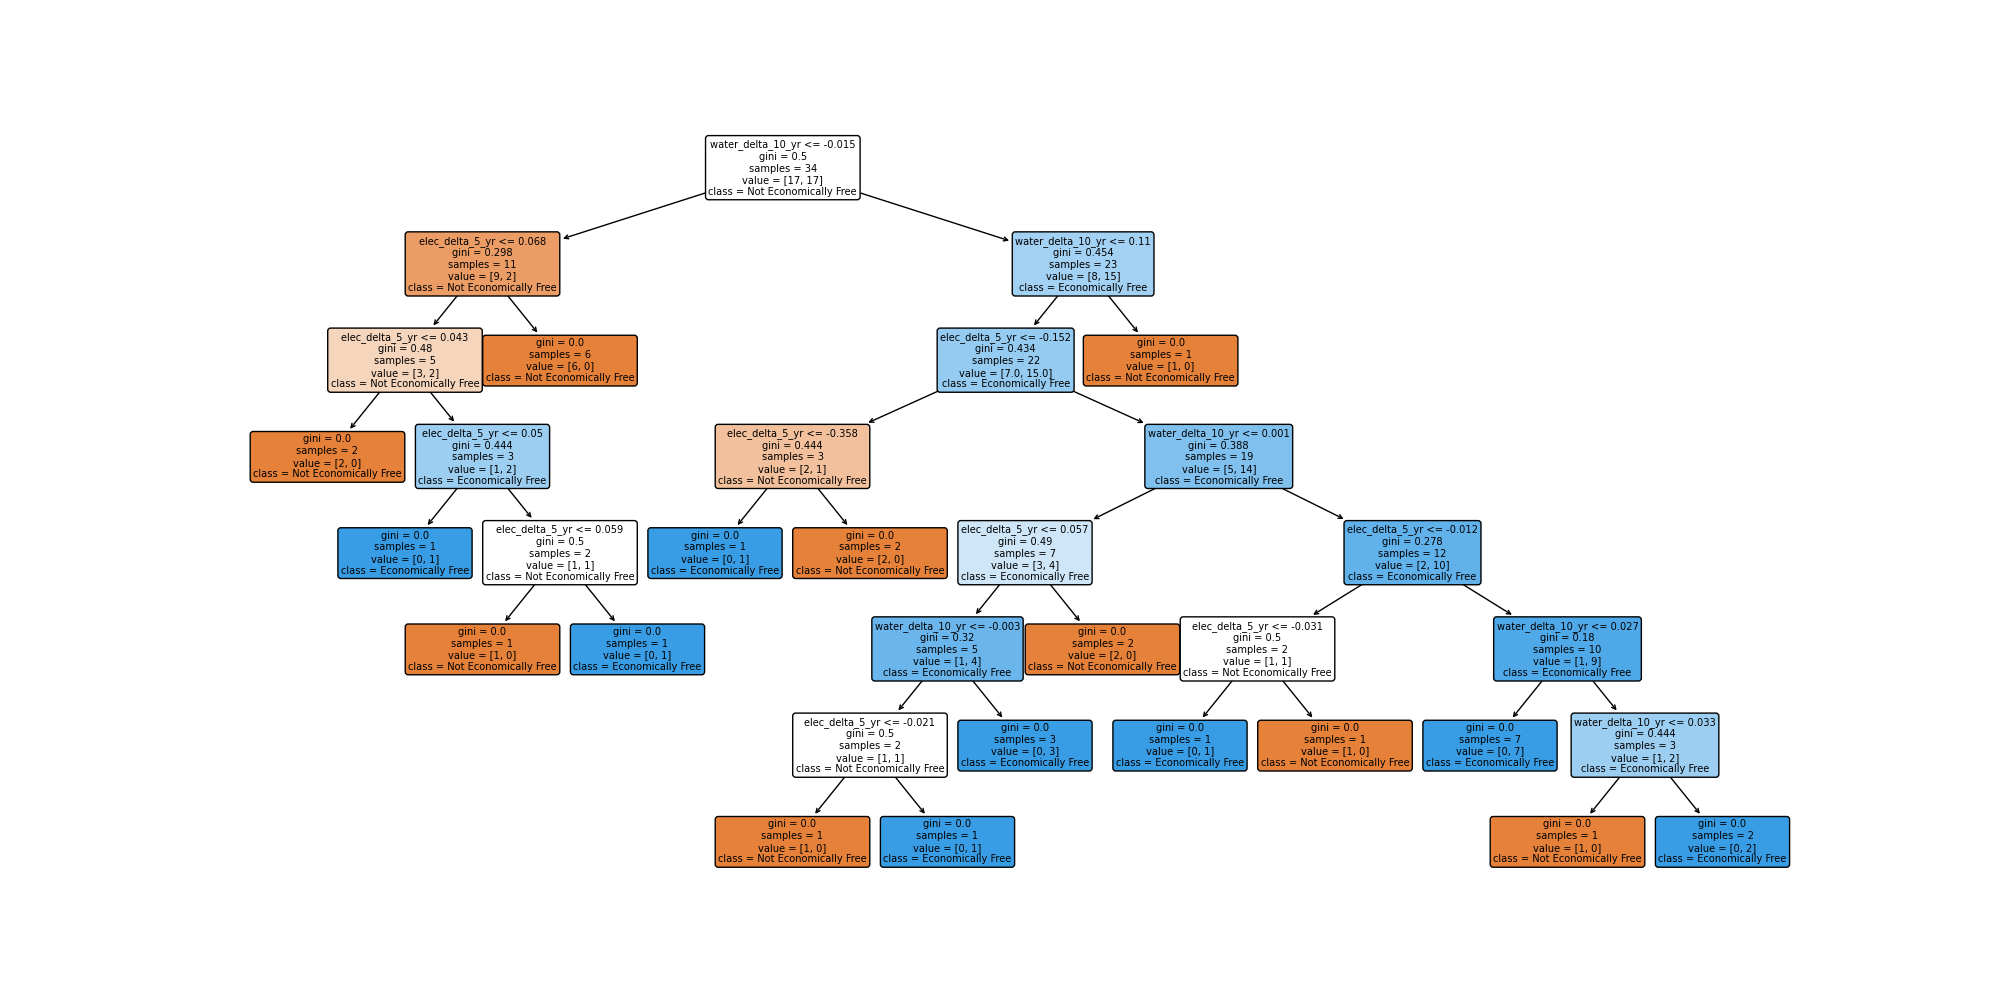 water_delta_10_yr <= -0.015
gini = 0.5
samples = 34
value = [17, 17]
class = Not Economically Free
elec_delta_5_yr <= 0.068
gini = 0.298
samples = 11
value = [9, 2]
class = Not Economically Free
water_delta_10_yr <= 0.11
gini = 0.454
samples = 23
value = [8, 15]
class = Economically Free
elec_delta_5_yr <= 0.043
gini = 0.48
samples = 5
value = [3, 2]
class = Not Economically Free
gini = 0.0
samples = 6
value = [6, 0]
class = Not Economically Free
elec_delta_5_yr <= -0.152
gini = 0.434
samples = 22
value = [7.0, 15.0]
class = Economically Free
gini = 0.0
samples = 1
value = [1, 0]
class = Not Economically Free
gini = 0.0
samples = 2
value = [2, 0]
class = Not Economically Free
elec_delta_5_yr <= 0.05
gini = 0.444
samples = 3
value = [1, 2]
class = Economically Free
elec_delta_5_yr <= -0.358
gini = 0.444
samples = 3
value = [2, 1]
class = Not Economically Free
water_delta_10_yr <= 0.001
gini = 0.388
samples = 19
value = [5, 14]
class = Economically Free
gini = 0.0
samples = 1
value = [0, 1]
class = Economically Free
elec_delta_5_yr <= 0.059
gini = 0.5
samples = 2
value = [1, 1]
class = Not Economically Free
gini = 0.0
samples = 1
value = [0, 1]
class = Economically Free
gini = 0.0
samples = 2
value = [2, 0]
class = Not Economically Free
elec_delta_5_yr <= 0.057
gini = 0.49
samples = 7
value = [3, 4]
class = Economically Free
elec_delta_5_yr <= -0.012
gini = 0.278
samples = 12
value = [2, 10]
class = Economically Free
gini = 0.0
samples = 1
value = [1, 0]
class = Not Economically Free
gini = 0.0
samples = 1
value = [0, 1]
class = Economically Free
water_delta_10_yr <= -0.003
gini = 0.32
samples = 5
value = [1, 4]
class = Economically Free
gini = 0.0
samples = 2
value = [2, 0]
class = Not Economically Free
elec_delta_5_yr <= -0.031
gini = 0.5
samples = 2
value = [1, 1]
class = Not Economically Free
water_delta_10_yr <= 0.027
gini = 0.18
samples = 10
value = [1, 9]
class = Economically Free
elec_delta_5_yr <= -0.021
gini = 0.5
samples = 2
value = [1, 1]
class = Not Economically Free
gini = 0.0
samples = 3
value = [0, 3]
class = Economically Free
gini = 0.0
samples = 1
value = [0, 1]
class = Economically Free
gini = 0.0
samples = 1
value = [1, 0]
class = Not Economically Free
gini = 0.0
samples = 7
value = [0, 7]
class = Economically Free
water_delta_10_yr <= 0.033
gini = 0.444
samples = 3
value = [1, 2]
class = Economically Free
gini = 0.0
samples = 1
value = [1, 0]
class = Not Economically Free
gini = 0.0
samples = 1
value = [0, 1]
class = Economically Free
gini = 0.0
samples = 1
value = [1, 0]
class = Not Economically Free
gini = 0.0
samples = 2
value = [0, 2]
class = Economically Free